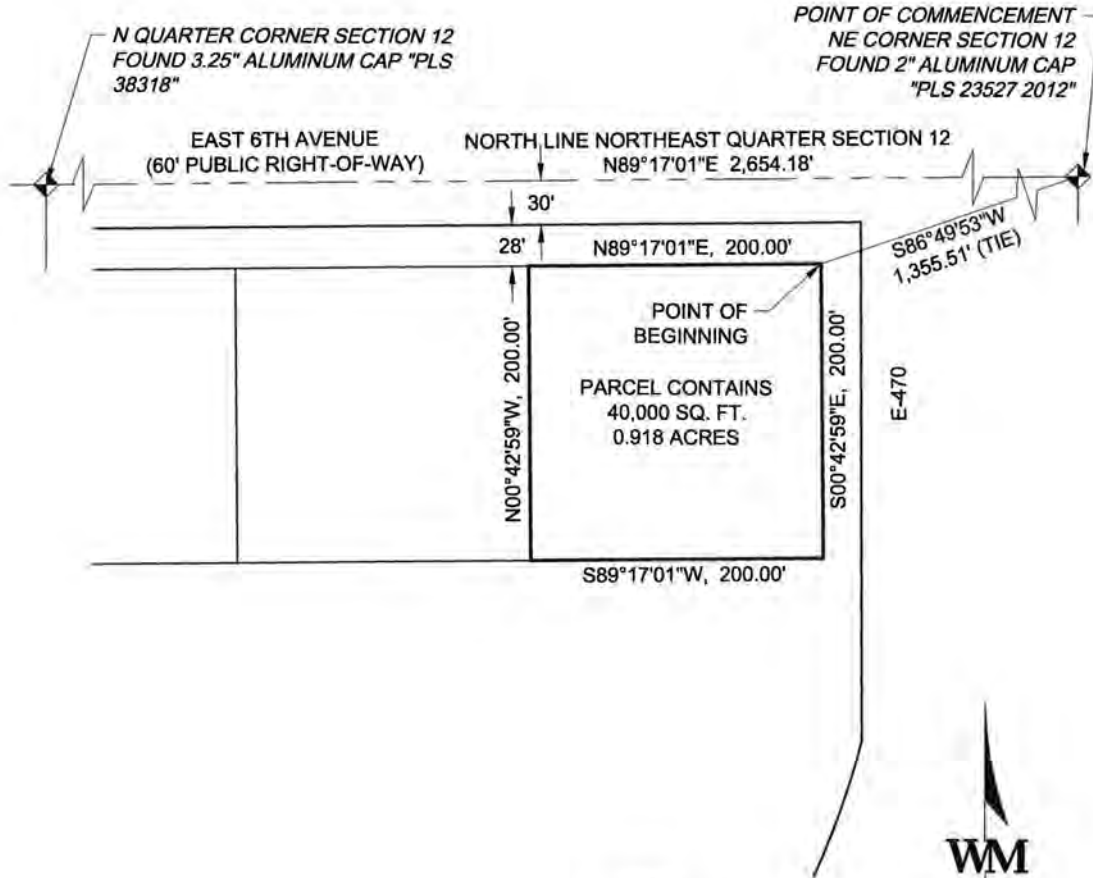 N QUARTER CORNER SECTION 12
FOUND 3.25" ALUMINUM CAP "PLS
38318"
POINT OF COMMENCEMENT
NE CORNER SECTION 12
FOUND 2" ALUMINUM CAP
"PLS 23527 2012"
EAST 6TH AVENUE
(60' PUBLIC RIGHT-OF-WAY)
NORTH LINE NORTHEAST QUARTER SECTION 12
N89°17'01"E 2,654.18'
30'
28'
N89°17'01"E, 200.00'
S86°49'53"W
1,355.51' (TIE)
POINT OF
BEGINNING
PARCEL CONTAINS
40,000 SQ. FT.
0.918 ACRES
N00°42'59"W, 200.00'
S00°42'59"E, 200.00'
E-470
S89°17'01"W, 200.00'
WM